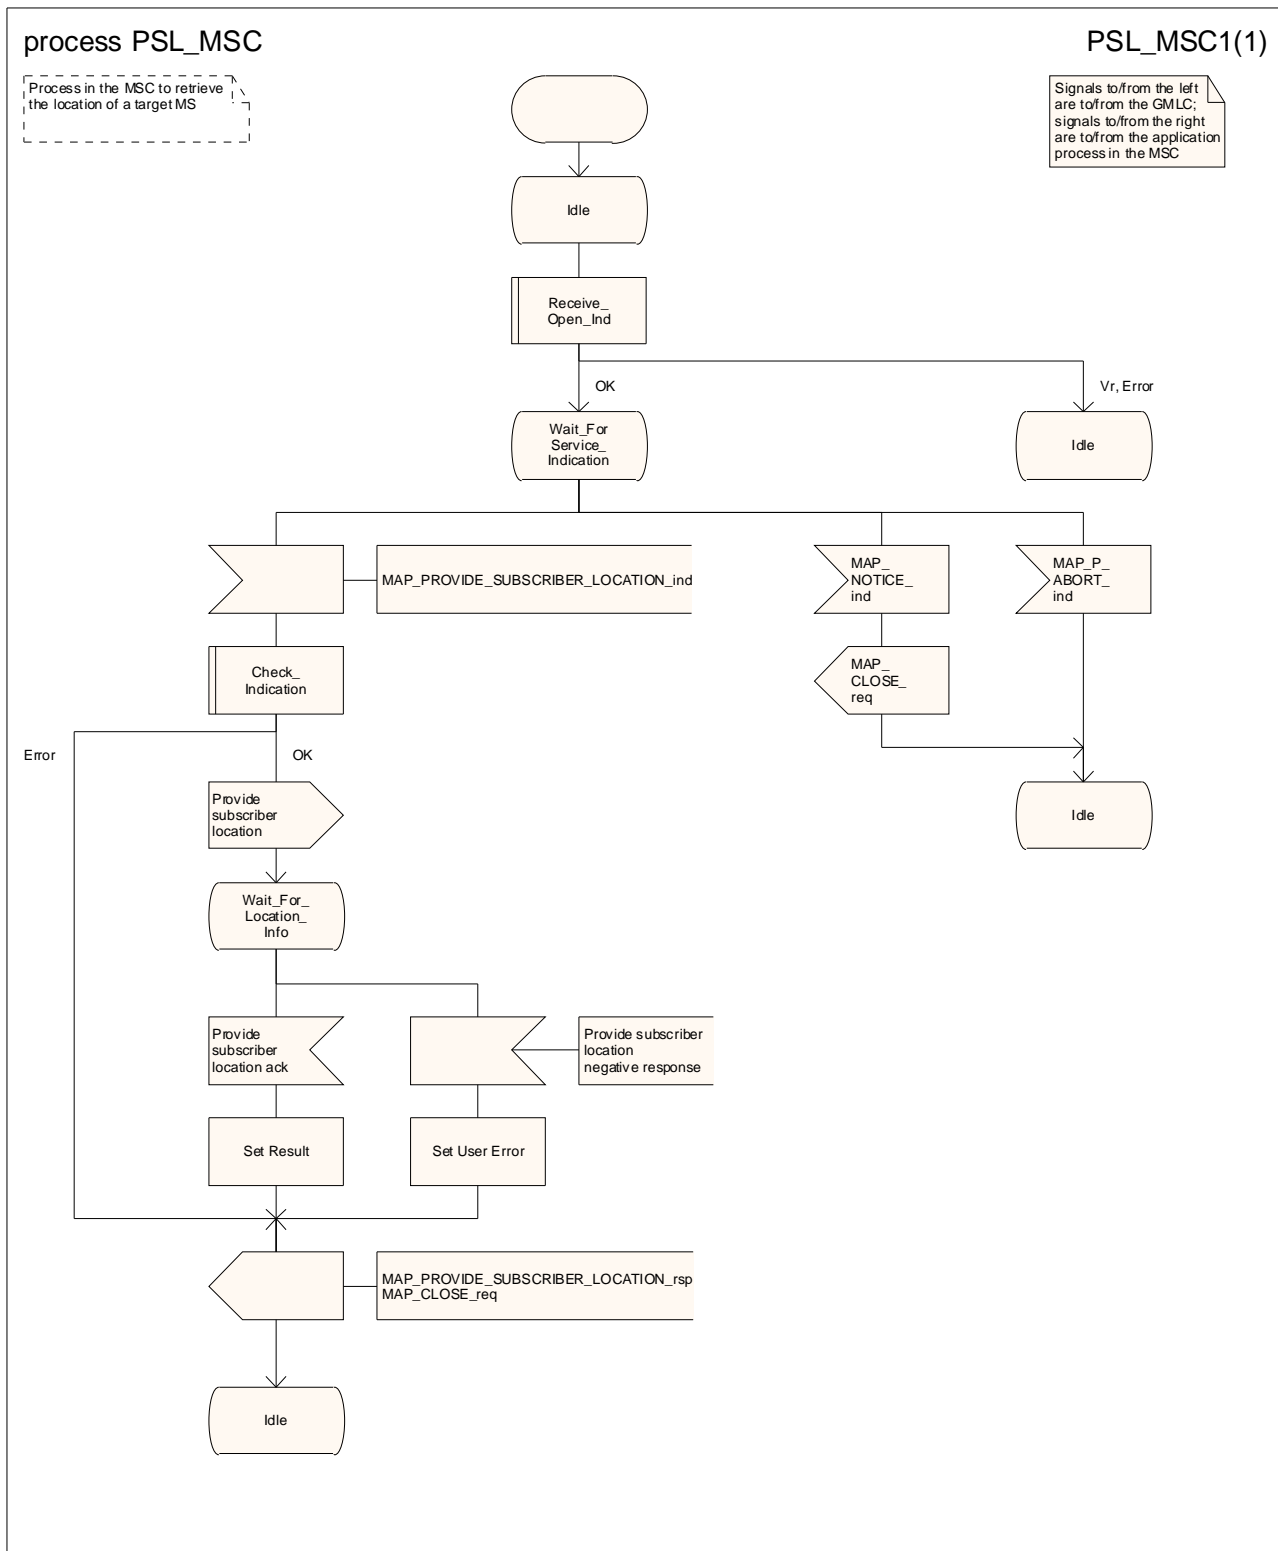 process PSL_MSC
PSL_MSC1(1)
Process in the MSC to retrieve
the location of a target MS
Signals to/from the left
are to/from the GMLC;
signals to/from the right
are to/from the application
process in the MSC
Idle
Receive_
Open_Ind
OK
Vr, Error
Wait_For
Service_
Indication
Idle
MAP_PROVIDE_SUBSCRIBER_LOCATION_ind
MAP_
NOTICE_
ind
MAP_P_
ABORT_
ind
Check_
Indication
MAP_
CLOSE_
req
Error
OK
Provide
subscriber
location
Idle
Wait_For_
Location_
Info
Provide
subscriber
location ack
Provide subscriber
location
negative response
Set Result
Set User Error
MAP_PROVIDE_SUBSCRIBER_LOCATION_rsp
MAP_CLOSE_req
Idle